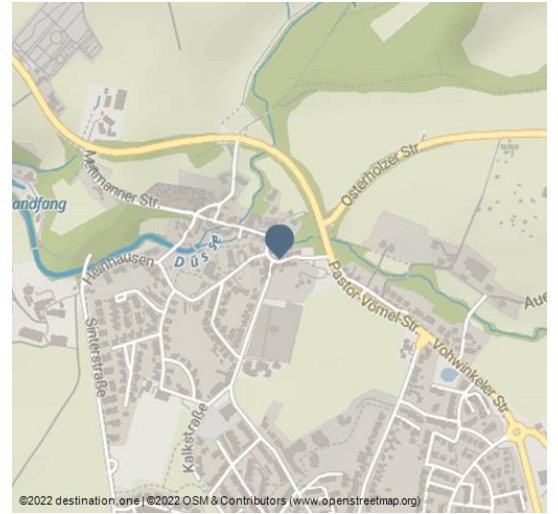 Mettmanner Str.
Osterholzer Str
andfang
Düssel
Heinhausen
Sinterstraße
Kalkstraße
Pastor-Vömel-Str
Vohwinkeler Str.
Aue
©2022 destination.one | ©2022 OSM & Contributors (www.openstreetmap.org)